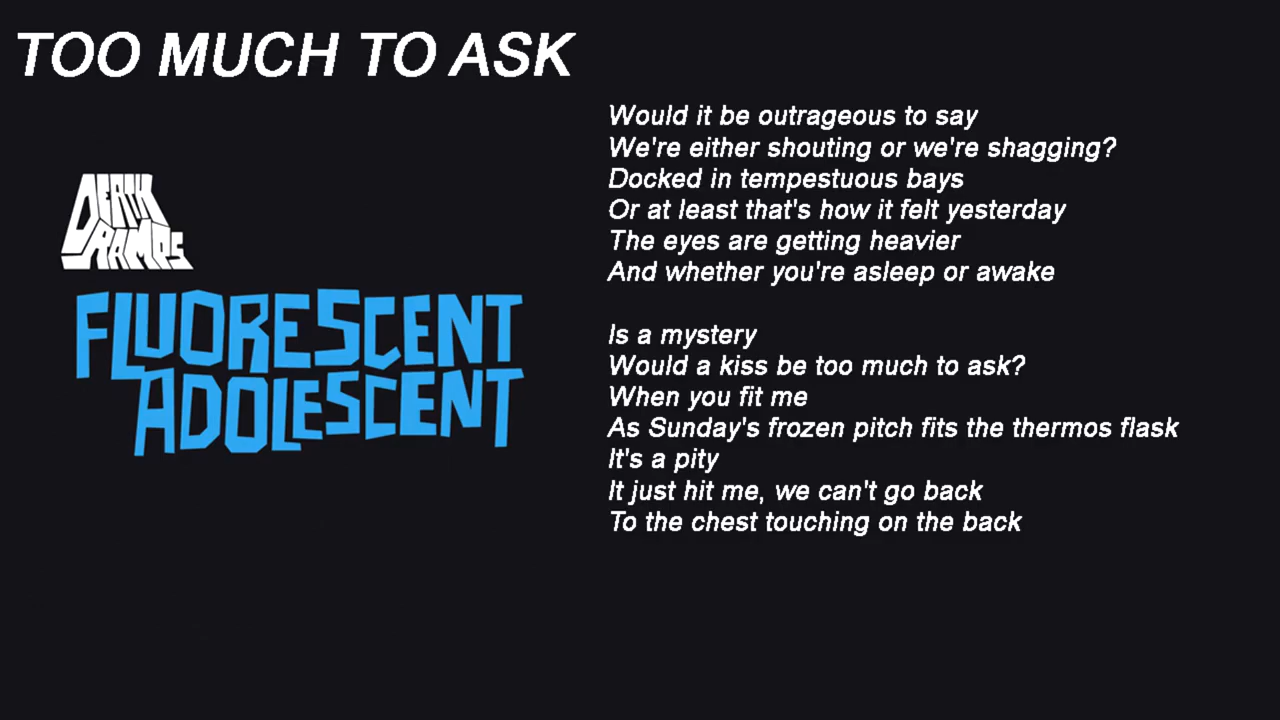 TOO MUCH TO ASK
DEATH
RAMPS
FLUORESCENT
ADOLESCENT
Would it be outrageous to say
We're either shouting or we're shagging?
Docked in tempestuous bays
Or at least that's how it felt yesterday
The eyes are getting heavier
And whether you're asleep or awake
Is a mystery
Would a kiss be too much to ask?
When you fit me
As Sunday's frozen pitch fits the thermos flask
It's a pity
It just hit me, we can't go back
To the chest touching on the back